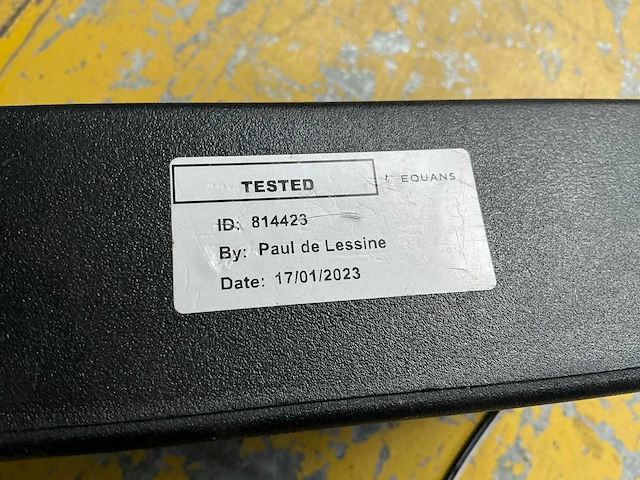 TESTED
EQUANS
ID: 814423
By: Paul de Lessine
Date: 17/01/2023